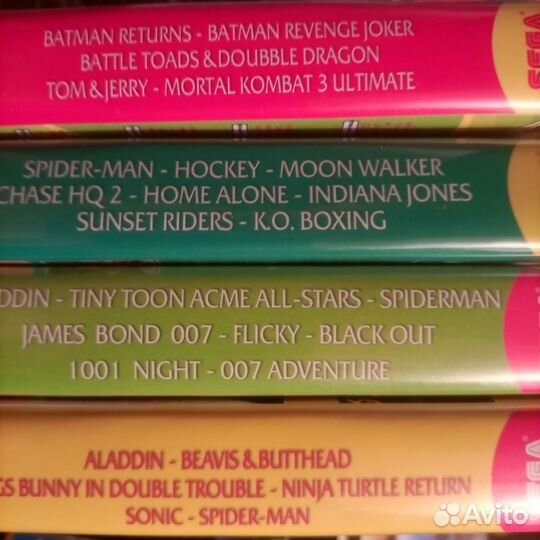 BATMAN RETURNS - BATMAN REVENGE JOKER
BATTLE TOADS & DOUBBLE DRAGON
TOM & JERRY - MORTAL KOMBAT 3 ULTIMATE
SEGA
SPIDER-MAN - HOCKEY - MOON WALKER
CHASE HQ 2 - HOME ALONE - INDIANA JONES
SUNSET RIDERS - K.O. BOXING
DDIN - TINY TOON ACME ALL-STARS - SPIDERMAN
JAMES BOND 007 - FLICKY - BLACK OUT
1001 NIGHT - 007 ADVENTURE
ALADDIN - BEAVIS & BUTTHEAD
GS BUNNY IN DOUBLE TROUBLE - NINJA TURTLE RETURN
SONIC - SPIDER-MAN
SEGA
Avito